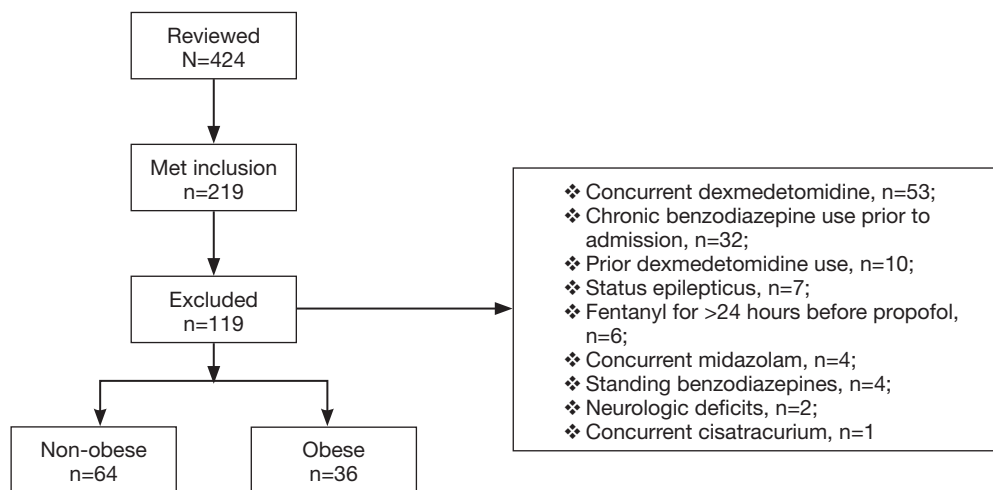 Reviewed
N=424
Met inclusion
n=219
Excluded
n=119
❖ Concurrent dexmedetomidine, n=53;
❖ Chronic benzodiazepine use prior to
admission, n=32;
❖ Prior dexmedetomidine use, n=10;
❖ Status epilepticus, n=7;
❖ Fentanyl for >24 hours before propofol,
n=6;
❖ Concurrent midazolam, n=4;
❖ Standing benzodiazepines, n=4;
❖ Neurologic deficits, n=2;
❖ Concurrent cisatracurium, n=1
Non-obese
n=64
Obese
n=36